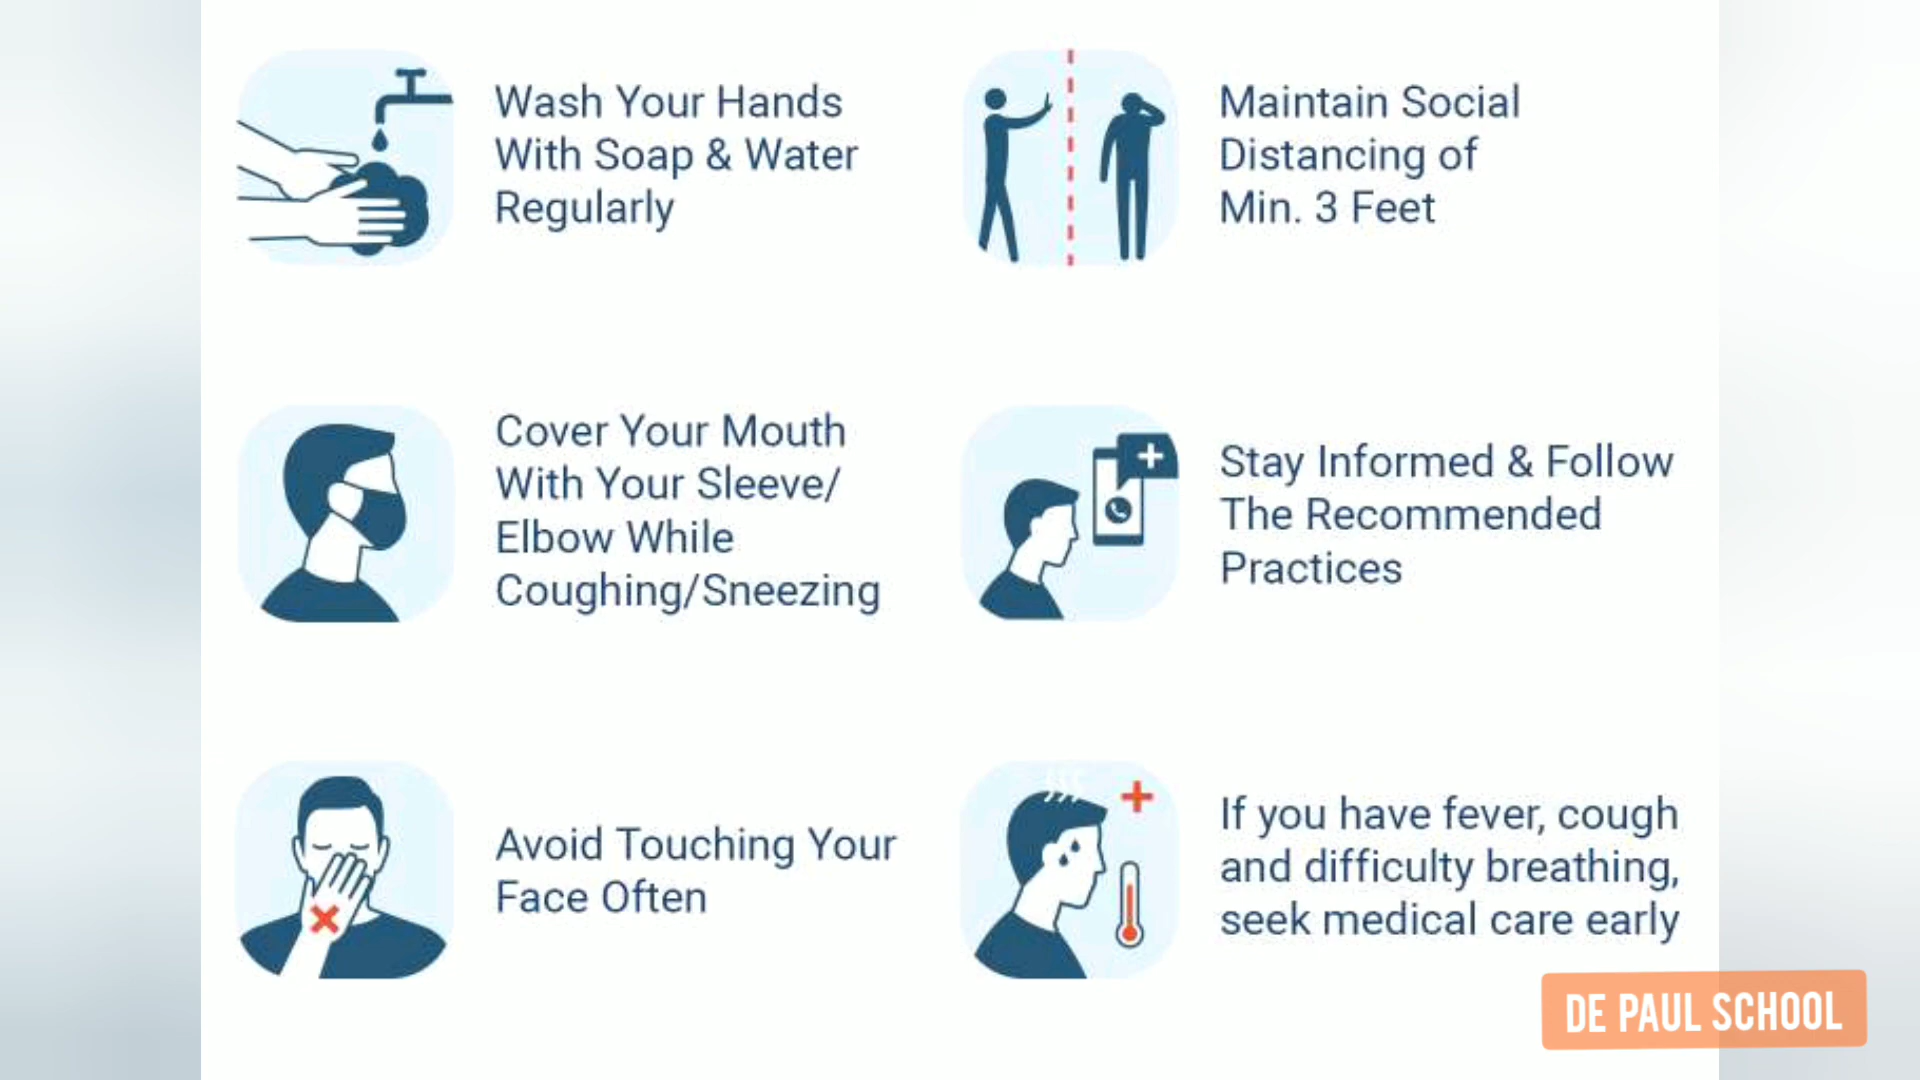 Wash Your Hands
With Soap & Water
Regularly
Maintain Social
Distancing of
Min. 3 Feet
Cover Your Mouth
With Your Sleeve/
Elbow While
Coughing/Sneezing
Stay Informed & Follow
The Recommended
Practices
Avoid Touching Your
Face Often
If you have fever, cough
and difficulty breathing,
seek medical care early
DE PAUL SCHOOL